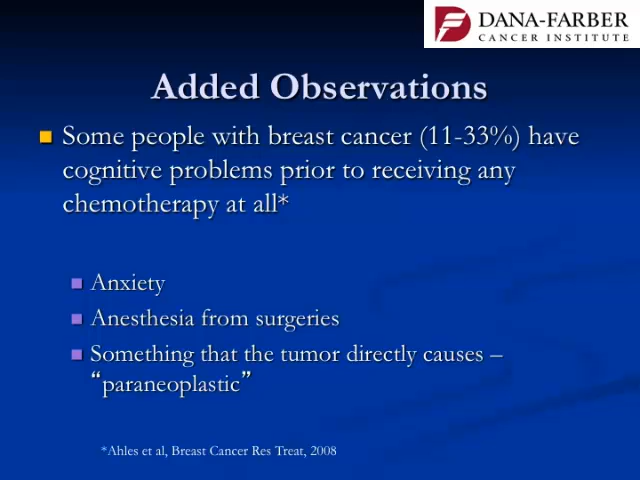 DANA-FARBER
CANCER INSTITUTE
Added Observations
Some people with breast cancer (11-33%) have
cognitive problems prior to receiving any
chemotherapy at all*
Anxiety
Anesthesia from surgeries
Something that the tumor directly causes –
“paraneoplastic”
*Ahles et al, Breast Cancer Res Treat, 2008